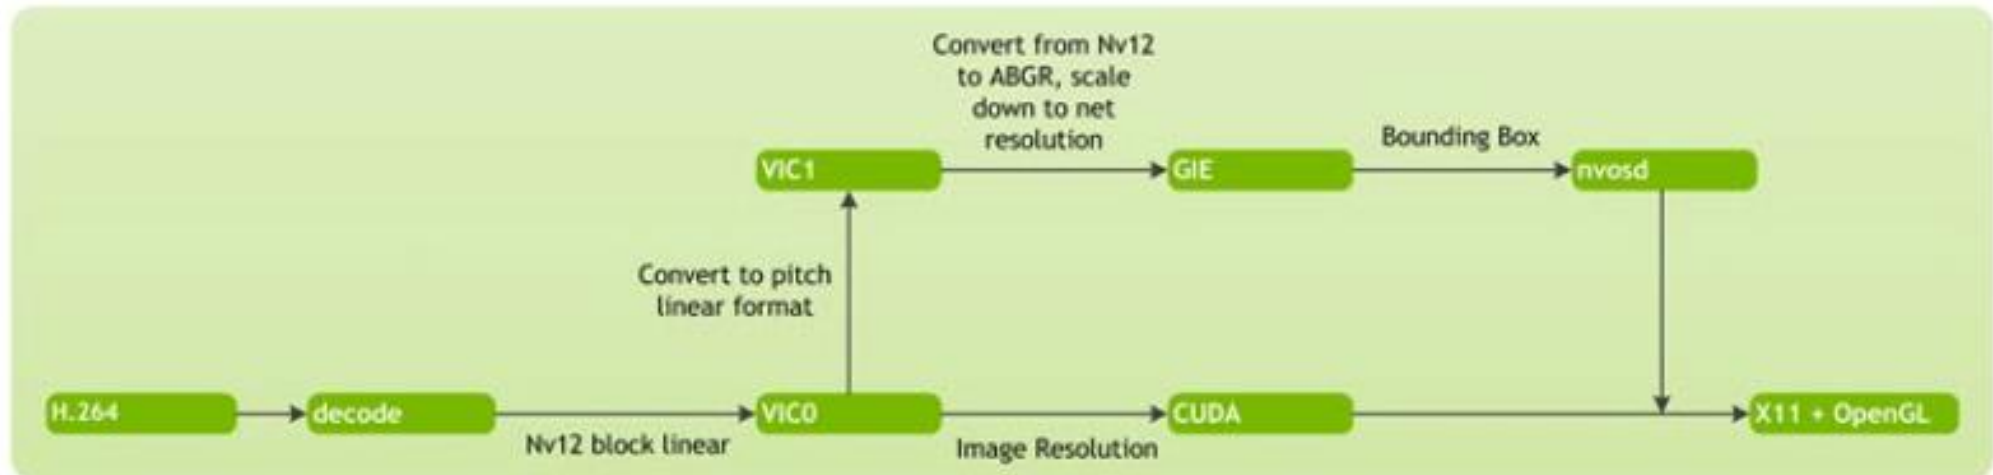 Convert from Nv12
to ABGR, scale
down to net
resolution
Bounding Box
VIC1
GIE
nvosd
Convert to pitch
linear format
H.264
decode
VIC0
CUDA
X11 + OpenGL
Nv12 block linear
Image Resolution